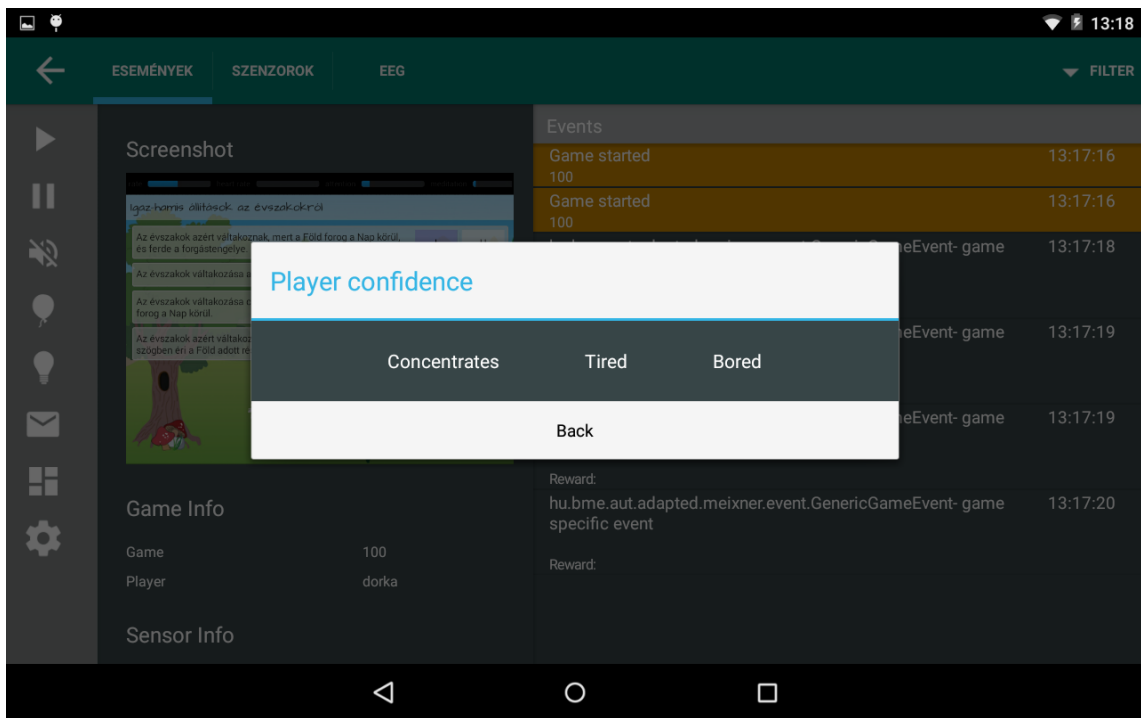 13:18
ESEMÉNYEK
SZENZOROK
EEG
FILTER
Screenshot
Igaz-hamis állítások az évszakokról
Az évszakok azért váltakoznak, mert a Föld forog a Nap körül,
és ferde a forgástengelye.
Az évszakok váltakozása
Az évszakok váltakozása
forog a Nap körül.
Az évszakok azért váltakoz
szögben éri a Föld adott ré
Game Info
Game
100
Player
dorka
Sensor Info
Events
Game started
13:17:16
100
Game started
13:17:16
100
eEvent- game
13:17:18
eEvent- game
13:17:19
eEvent- game
13:17:19
Reward:
hu.bme.aut.adapted.meixner.event.GenericGameEvent- game
13:17:20
specific event
Reward:
Player confidence
Concentrates
Tired
Bored
Back